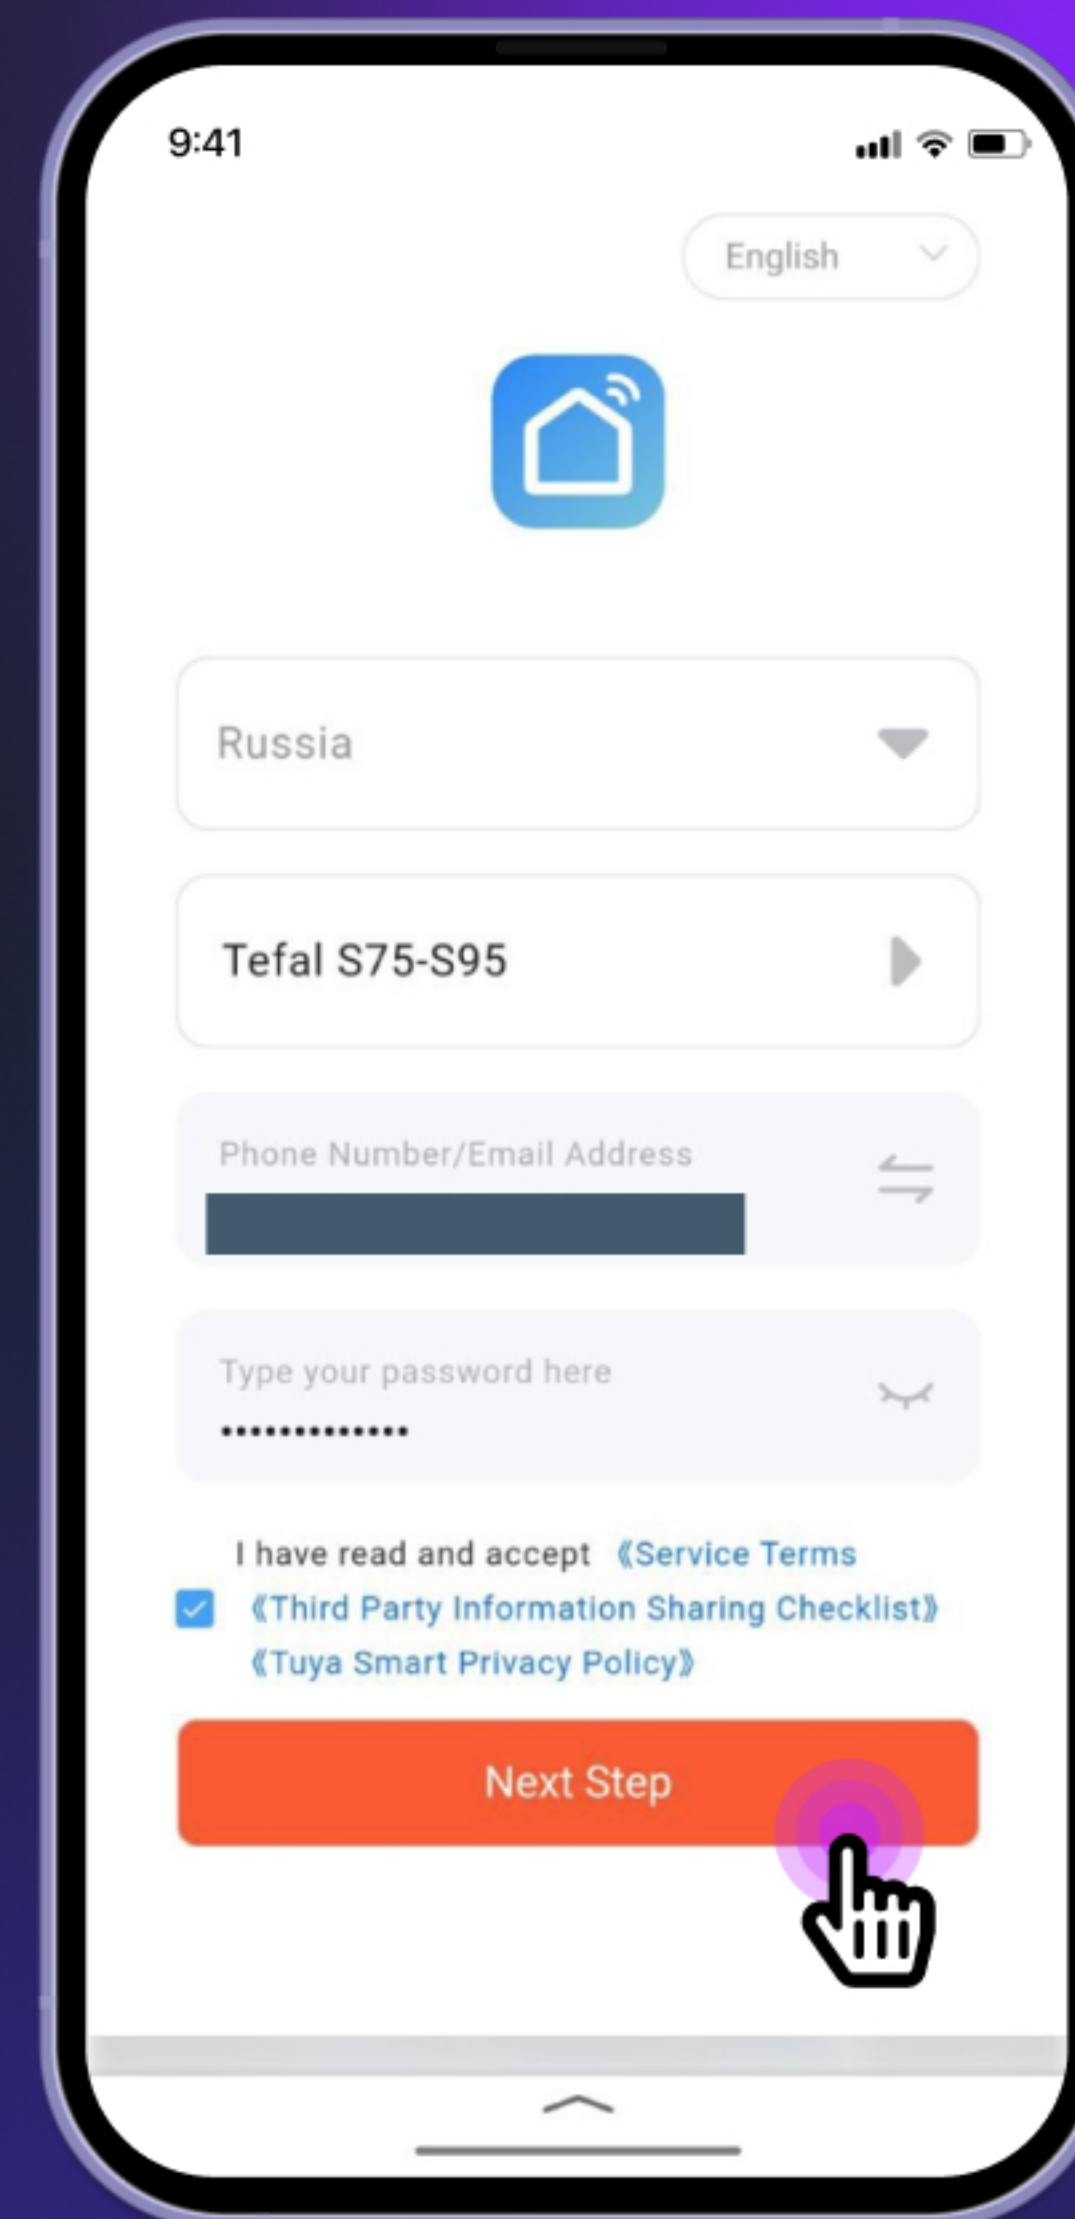 9:41
English
Russia
Tefal S75-S95
Phone Number/Email Address
Type your password here
•••••••••••••
I have read and accept 《Service Terms
《Third Party Information Sharing Checklist》
《Tuya Smart Privacy Policy》
Next Step